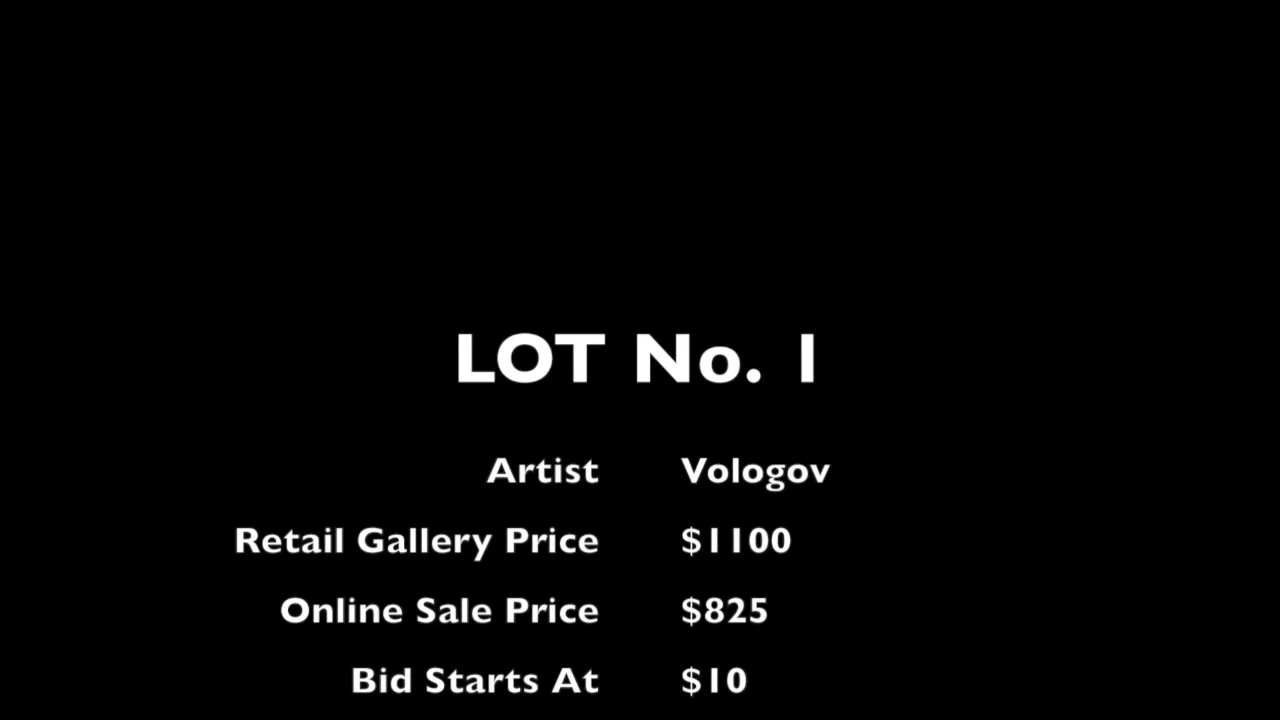 LOT No. 1
Artist Vologov
Retail Gallery Price $1100
Online Sale Price $825
Bid Starts At $10